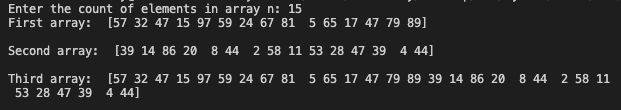 Enter the count of elements in array n: 15
First array:  [57 32 47 15 97 59 24 67 81  5 65 17 47 79 89]
Second array:  [39 14 86 20  8 44  2 58 11 53 28 47 39  4 44]
Third array:  [57 32 47 15 97 59 24 67 81  5 65 17 47 79 89 39 14 86 20  8 44  2 58 11
 53 28 47 39  4 44]